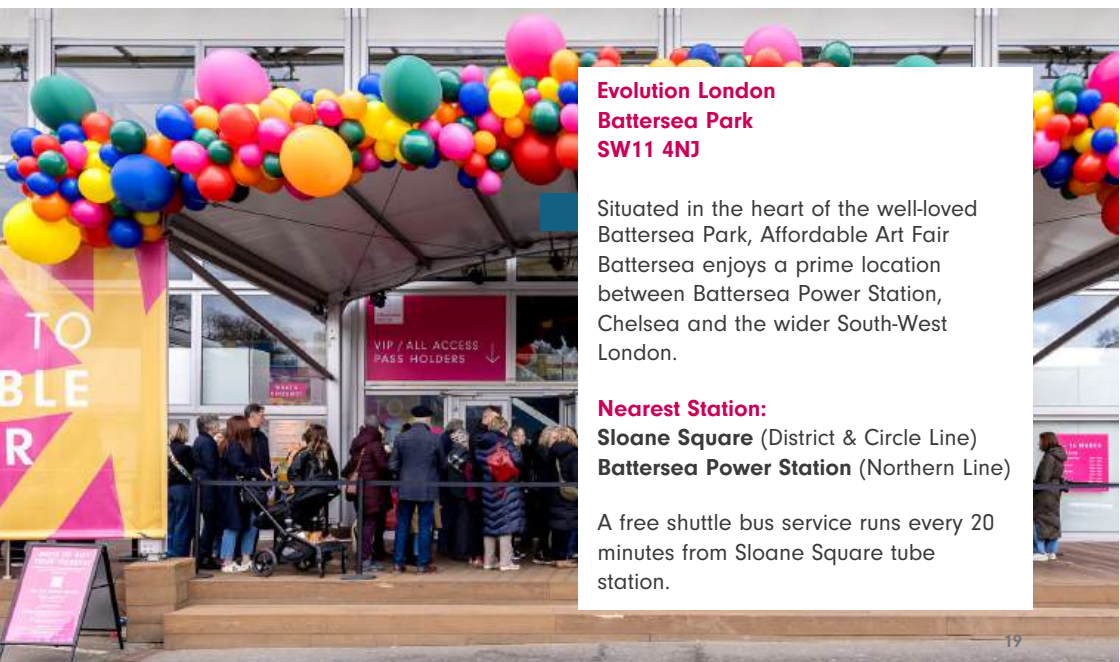 TO
BLE
R
VIP / ALL ACCESS
PASS HOLDERS
Evolution London
Battersea Park
SW11 4NJ
Situated in the heart of the well-loved
Battersea Park, Affordable Art Fair
Battersea enjoys a prime location
between Battersea Power Station,
Chelsea and the wider South-West
London.
Nearest Station:
Sloane Square (District & Circle Line)
Battersea Power Station (Northern Line)
A free shuttle bus service runs every 20
minutes from Sloane Square tube
station.
19